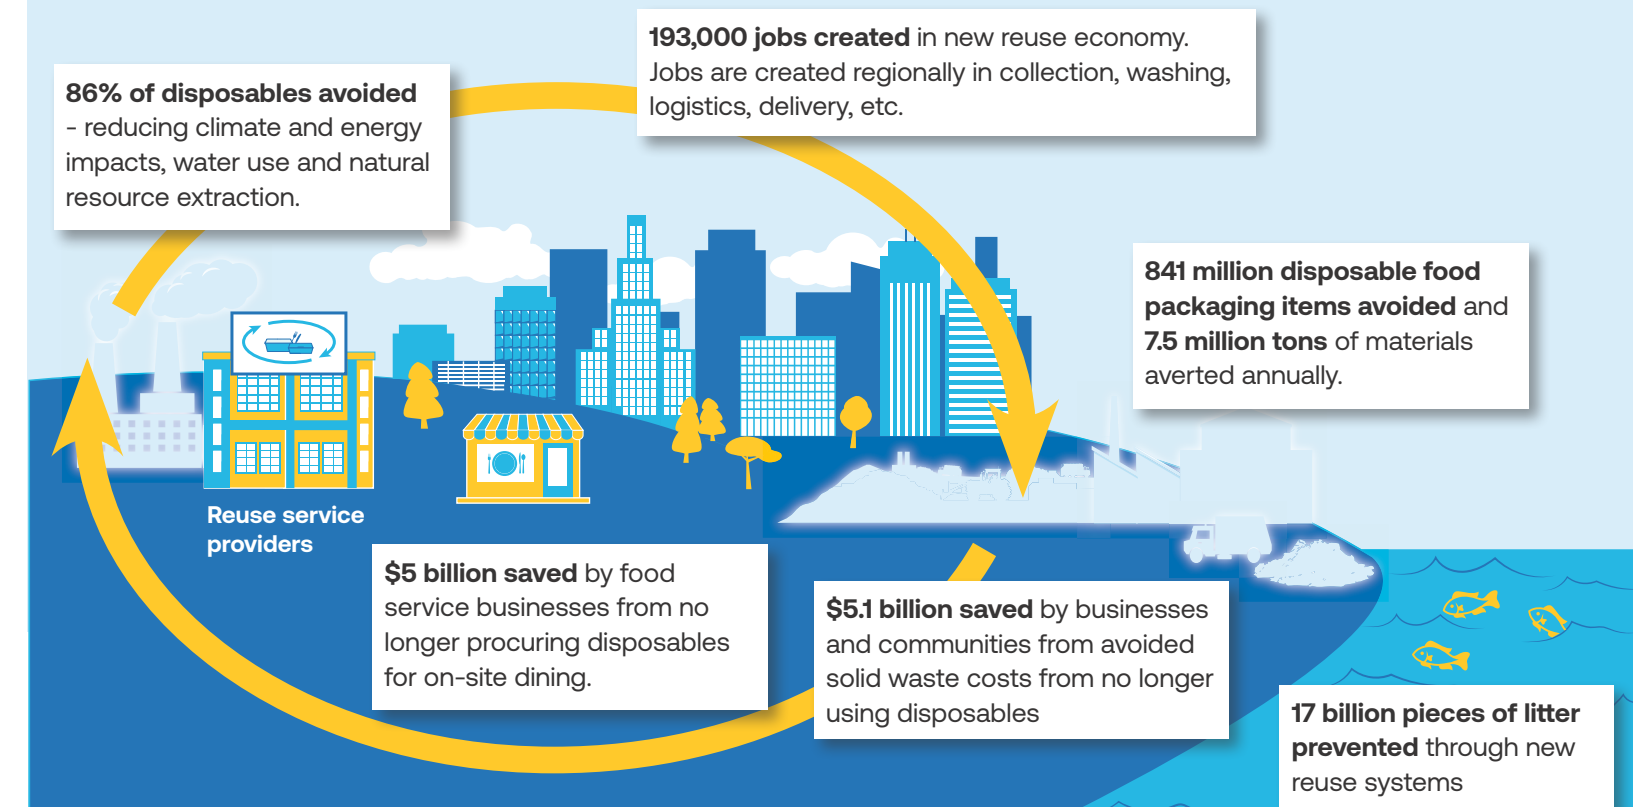 193,000 jobs created in new reuse economy.
Jobs are created regionally in collection, washing,
logistics, delivery, etc.
86% of disposables avoided
- reducing climate and energy
impacts, water use and natural
resource extraction.
841 million disposable food
packaging items avoided and
7.5 million tons of materials
averted annually.
Reuse service
providers
$5 billion saved by food
service businesses from no
longer procuring disposables
for on-site dining.
$5.1 billion saved by businesses
and communities from avoided
solid waste costs from no longer
using disposables
17 billion pieces of litter
prevented through new
reuse systems